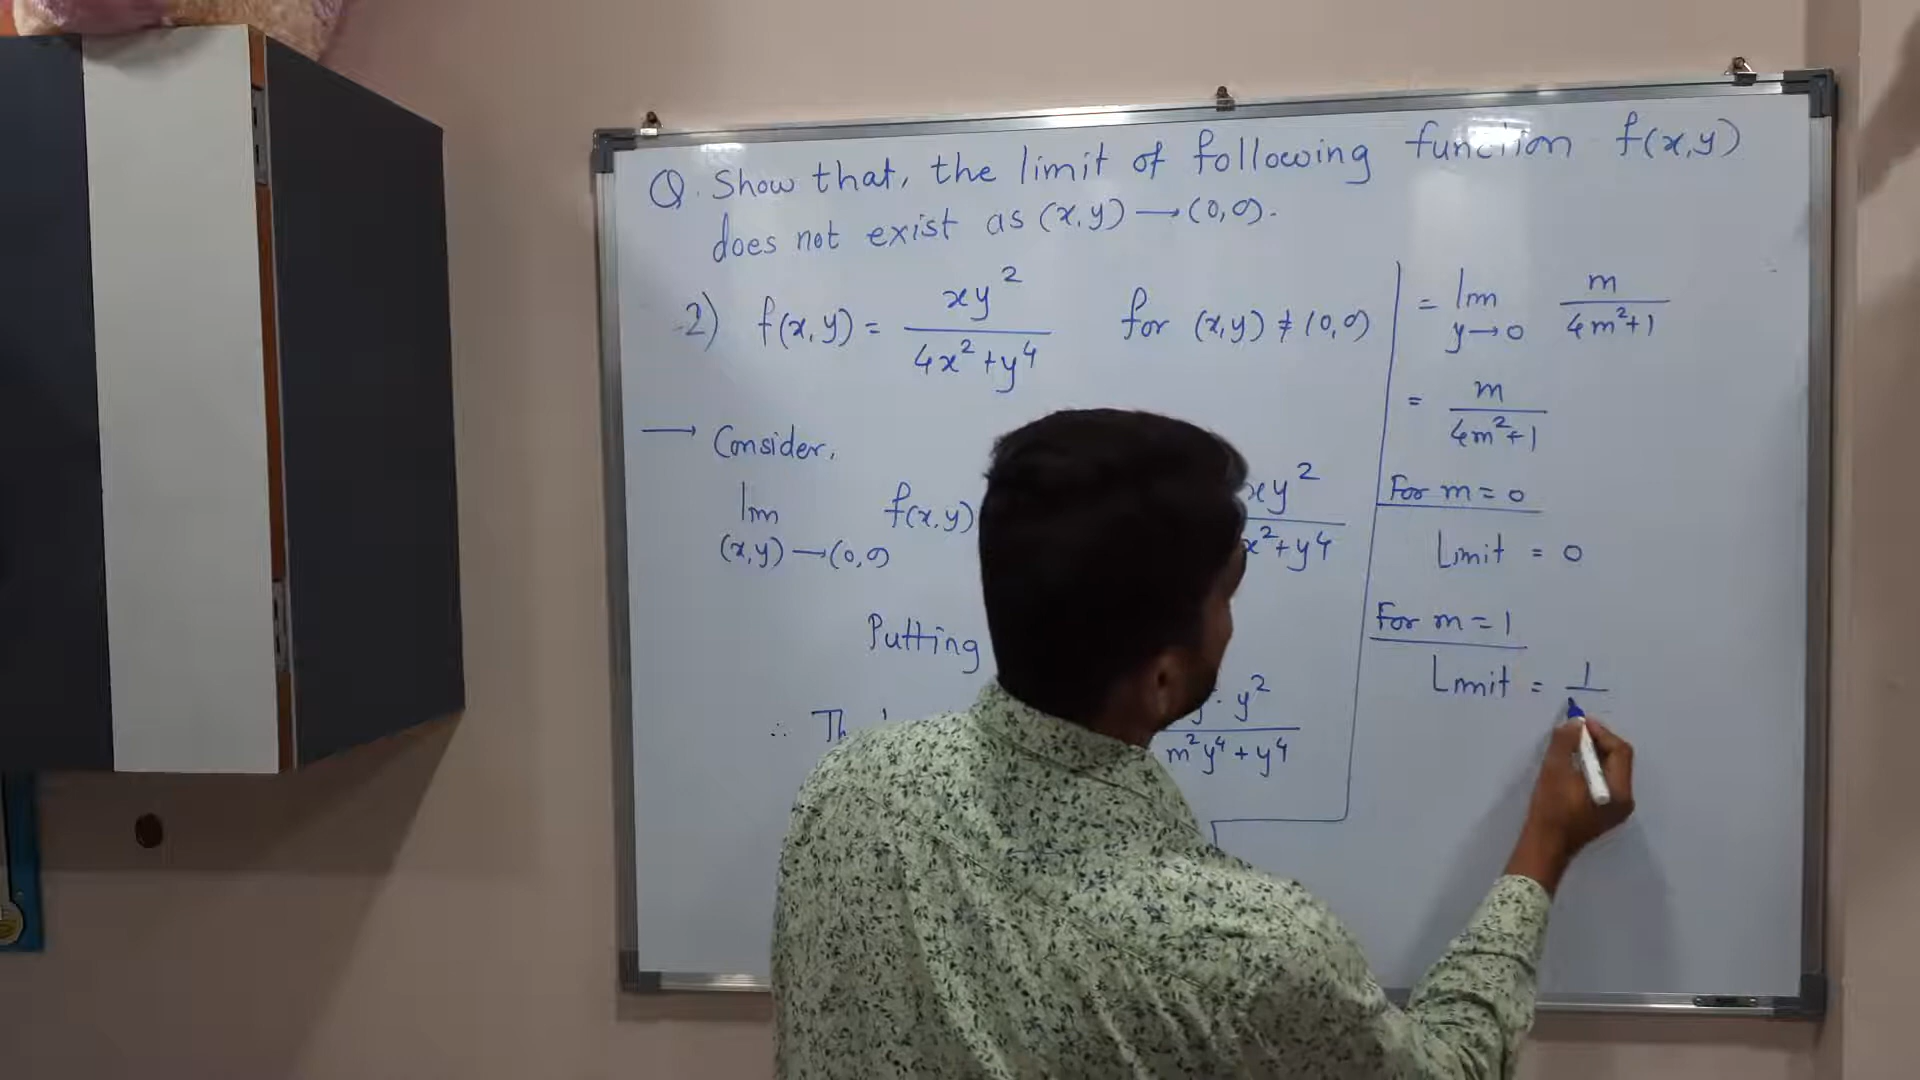 Q. Show that, the limit of following function f(x,y)
does not exist as (x,y) → (0,0).
2) f(x,y) = xy² / (4x² + y⁴) for (x,y) ≠ (0,0)
→ Consider,
lim (x,y) → (0,0) f(x,y) xy² / x² + y⁴
Putting
∴ y · y² / m²y⁴ + y⁴
= lim y→0 m / (4m²+1)
= m / (4m²+1)
For m = 0
Limit = 0
For m = 1
Limit = 1